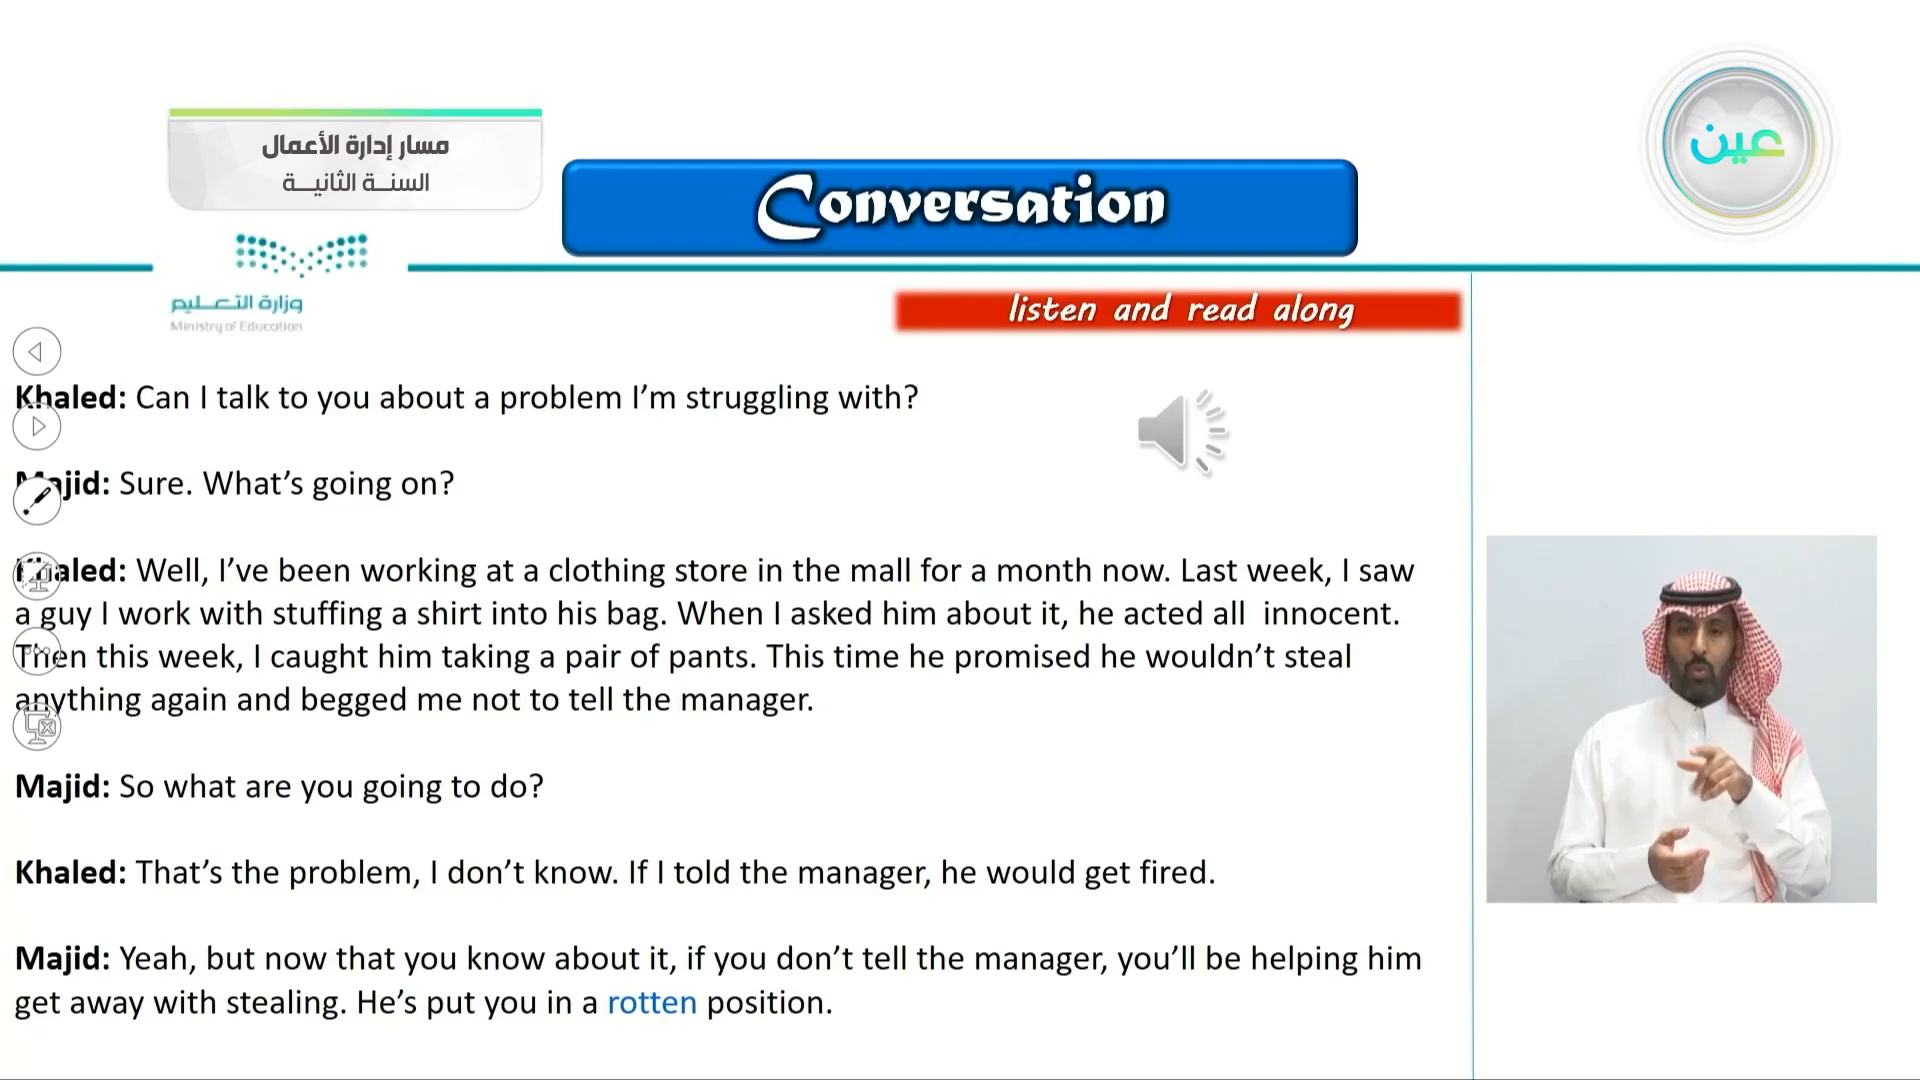 مسار إدارة الأعمال
السنة الثانية
عين
Conversation
وزارة التعليم
Ministry of Education
listen and read along
Khaled: Can I talk to you about a problem I’m struggling with?
Majid: Sure. What’s going on?
Khaled: Well, I’ve been working at a clothing store in the mall for a month now. Last week, I saw
a guy I work with stuffing a shirt into his bag. When I asked him about it, he acted all innocent.
Then this week, I caught him taking a pair of pants. This time he promised he wouldn’t steal
anything again and begged me not to tell the manager.
Majid: So what are you going to do?
Khaled: That’s the problem, I don’t know. If I told the manager, he would get fired.
Majid: Yeah, but now that you know about it, if you don’t tell the manager, you’ll be helping him
get away with stealing. He’s put you in a rotten position.